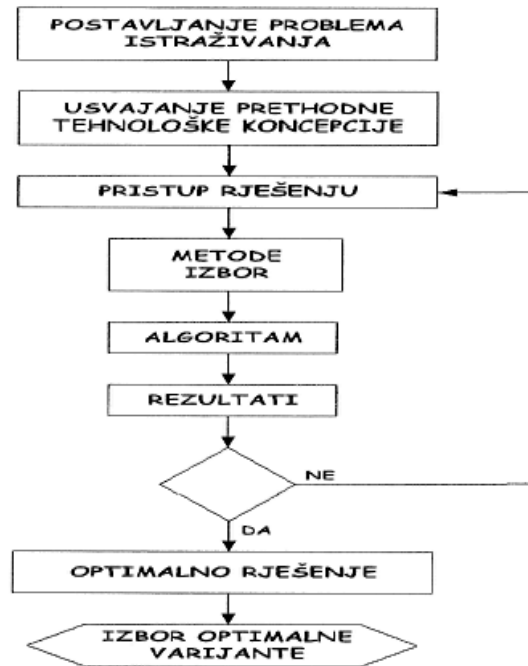 POSTAVLJANJE PROBLEMA
ISTRAŽIVANJA
USVAJANJE PRETHODNE
TEHNOLOŠKE KONCEPCIJE
PRISTUP RJEŠENJU
METODE
IZBOR
ALGORITAM
REZULTATI
NE
DA
OPTIMALNO RJEŠENJE
IZBOR OPTIMALNE
VARIJANTE